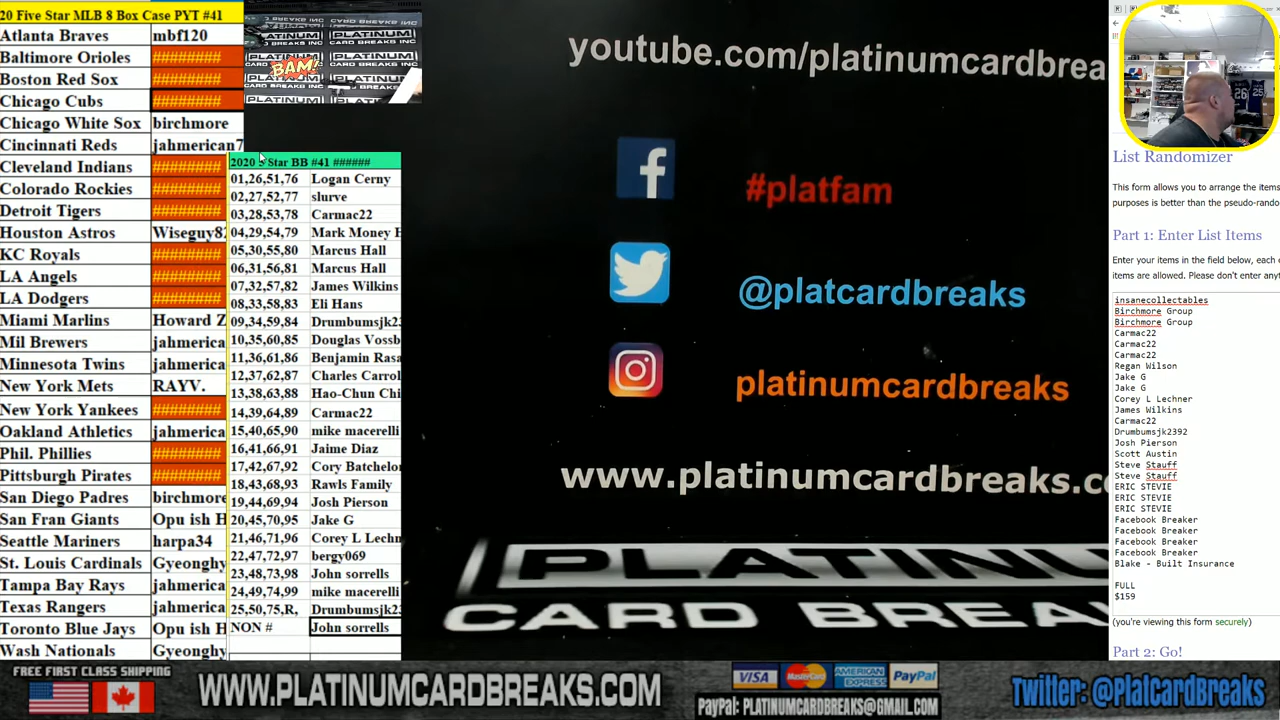 20 Five Star MLB 8 Box Case PYT #41
Atlanta Braves mbf120
Baltimore Orioles #########
Boston Red Sox #########
Chicago Cubs #########
Chicago White Sox birchmore
Cincinnati Reds jahmerican7
Cleveland Indians #########
Colorado Rockies #########
Detroit Tigers #########
Houston Astros Wiseguy82
KC Royals #########
LA Angels #########
LA Dodgers #########
Miami Marlins Howard Z
Mil Brewers jahmerica
Minnesota Twins jahmerica
New York Mets RAYV.
New York Yankees #########
Oakland Athletics jahmerica
Phil. Phillies #########
Pittsburgh Pirates #########
San Diego Padres birchmore
San Fran Giants Opu ish H
Seattle Mariners harpa34
St. Louis Cardinals Gyeonghy
Tampa Bay Rays jahmerica
Texas Rangers jahmerica
Toronto Blue Jays Opu ish H
Wash Nationals Gyeonghy
2020 5 Star BB #41 ######
01,26,51,76 Logan Cerny
02,27,52,77 slurve
03,28,53,78 Carmac22
04,29,54,79 Mark Money H
05,30,55,80 Marcus Hall
06,31,56,81 Marcus Hall
07,32,57,82 James Wilkins
08,33,58,83 Eli Hans
09,34,59,84 Drumbumsjk23
10,35,60,85 Douglas Vossb
11,36,61,86 Benjamin Rasa
12,37,62,87 Charles Carrol
13,38,63,88 Hao-Chun Chi
14,39,64,89 Carmac22
15,40,65,90 mike macerelli
16,41,66,91 Jaime Diaz
17,42,67,92 Cory Batchelor
18,43,68,93 Rawls Family
19,44,69,94 Josh Pierson
20,45,70,95 Jake G
21,46,71,96 Corey L Lechn
22,47,72,97 bergy069
23,48,73,98 John sorrells
24,49,74,99 mike macerelli
25,50,75,R, Drumbumsjk23
NON # John sorrells
PLATINUM
CARD BREAKS INC
BAM!
youtube.com/platinumcardbrea
#platfam
@platcardbreaks
platinumcardbreaks
www.platinumcardbreaks.c
PLATINUM
CARD BREA
List Randomizer
This form allows you to arrange the items
purposes is better than the pseudo-rando
Part 1: Enter List Items
Enter your items in the field below, each
items are allowed. Please don't enter any
insanecollectables
Birchmore Group
Birchmore Group
Carmac22
Carmac22
Carmac22
Regan Wilson
Jake G
Jake G
Corey L Lechner
James Wilkins
Carmac22
Drumbumsjk2392
Josh Pierson
Scott Austin
Steve Stauff
Steve Stauff
ERIC STEVIE
ERIC STEVIE
ERIC STEVIE
Facebook Breaker
Facebook Breaker
Facebook Breaker
Facebook Breaker
Blake - Built Insurance
FULL
$159
(you're viewing this form securely)
Part 2: Go!
FREE FIRST CLASS SHIPPING
WWW.PLATINUMCARDBREAKS.COM
VISA MasterCard AMERICAN EXPRESS PayPal
PayPal: PLATINUMCARDBREAKS@GMAIL.COM
Twitter: @PlatCardBreaks